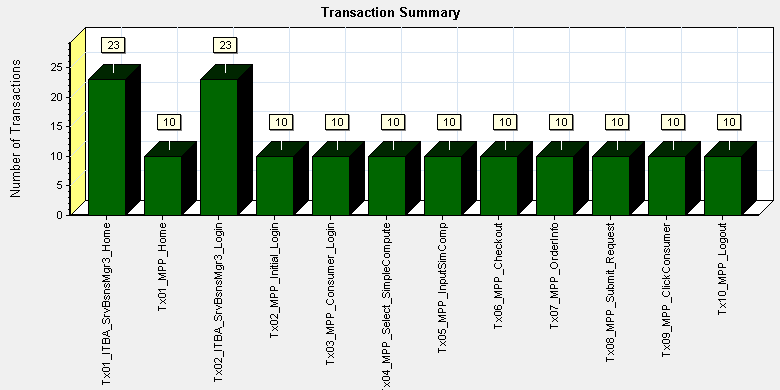 Transaction Summary
Number of Transactions
25
20
15
10
5
0
23
10
23
10
10
10
10
10
10
10
10
10
Tx01_ITBA_SrvBsnsMgr3_Home
Tx01_MPP_Home
Tx02_ITBA_SrvBsnsMgr3_Login
Tx02_MPP_Initial_Login
Tx03_MPP_Consumer_Login
x04_MPP_Select_SimpleCompute
Tx05_MPP_InputSimComp
Tx06_MPP_Checkout
Tx07_MPP_OrderInfo
Tx08_MPP_Submit_Request
Tx09_MPP_ClickConsumer
Tx10_MPP_Logout